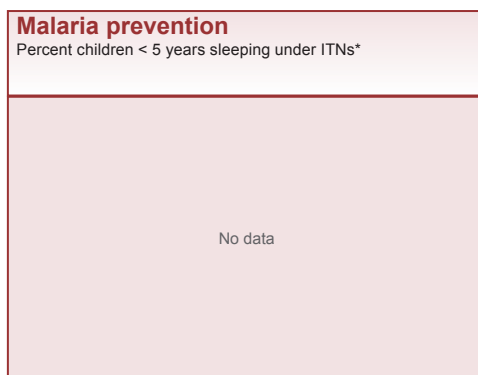 Malaria prevention
Percent children < 5 years sleeping under ITNs*
No data